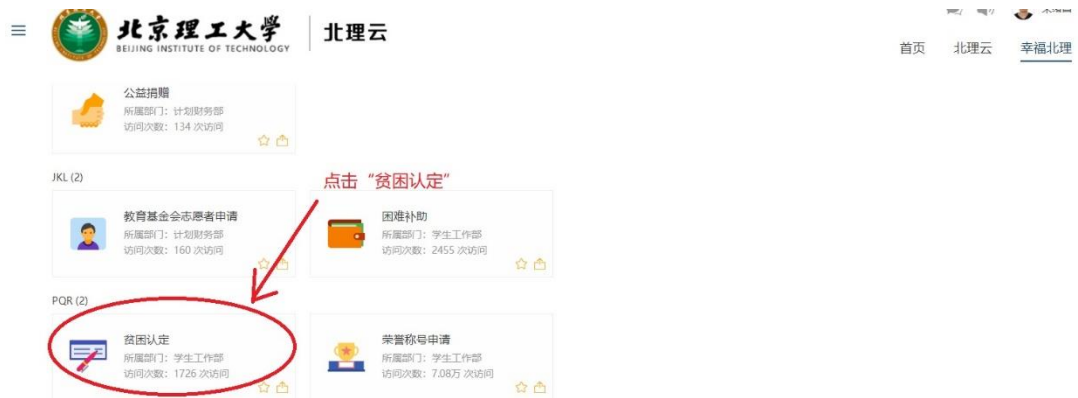 北京理工大学
BEIJING INSTITUTE OF TECHNOLOGY
北理云
首页 北理云 幸福北理
公益捐赠
所属部门：计划财务部
访问次数：134 次访问
JKL (2)
点击“贫困认定”
教育基金会志愿者申请
所属部门：计划财务部
访问次数：160 次访问
困难补助
所属部门：学生工作部
访问次数：2455 次访问
PQR (2)
贫困认定
所属部门：学生工作部
访问次数：1726 次访问
荣誉称号申请
所属部门：学生工作部
访问次数：7.08万 次访问